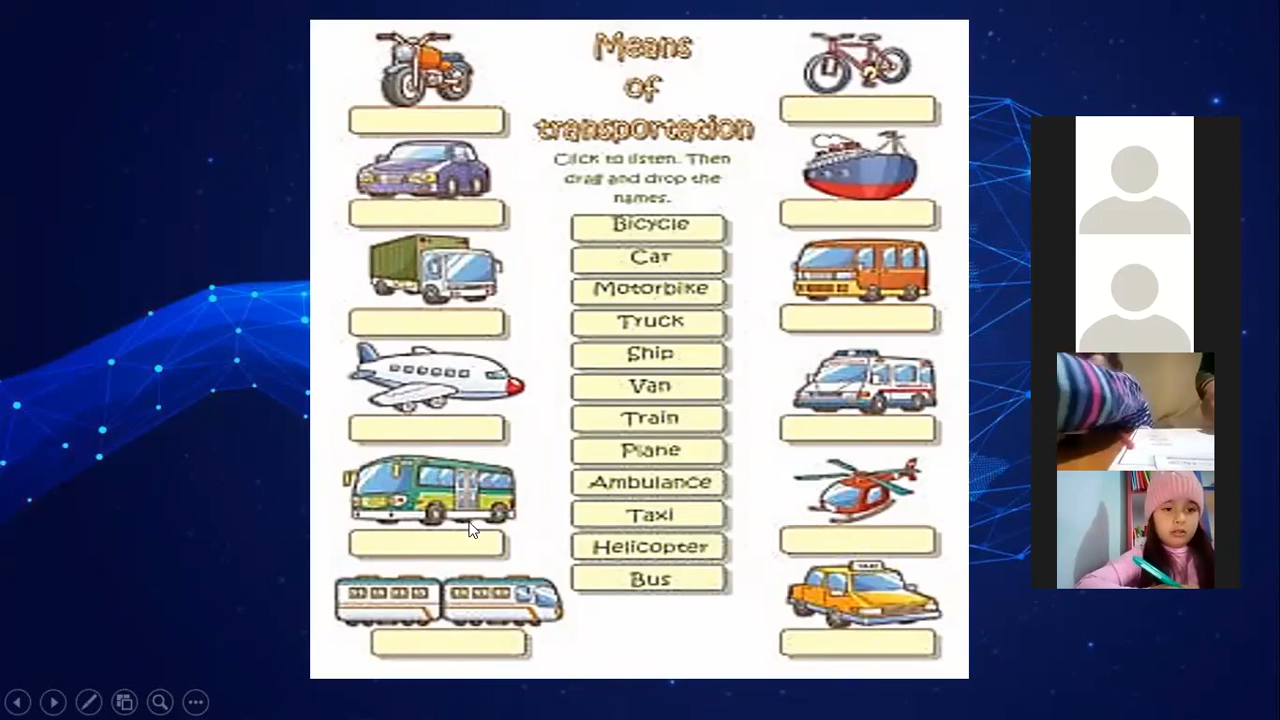 Means
of
transportation
Click to listen. Then
drag and drop the
names.
Bicycle
Car
Motorbike
Truck
Ship
Van
Train
Plane
Ambulance
Taxi
Helicopter
Bus
TAXI